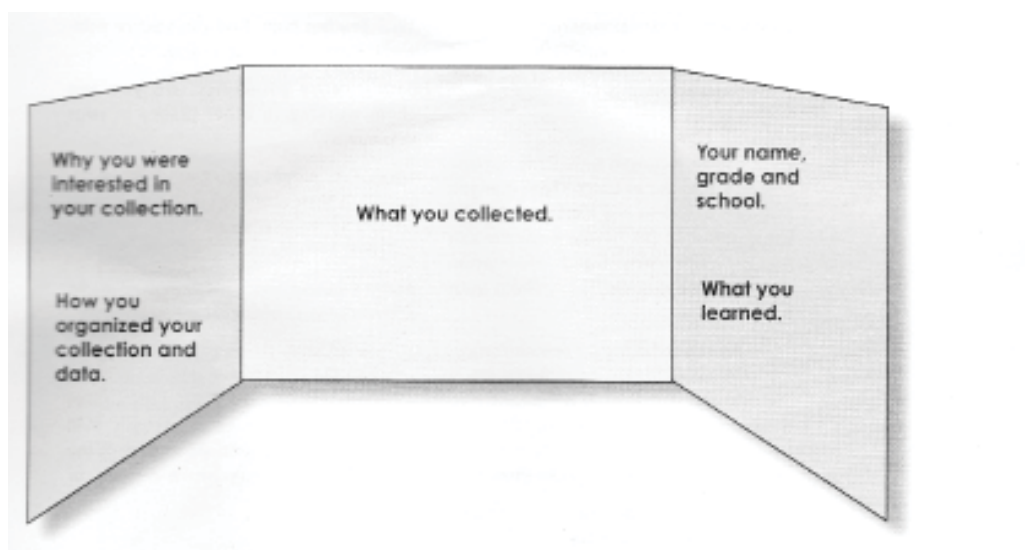 Why you were
interested in
your collection.
How you
organized your
collection and
data.
What you collected.
Your name,
grade and
school.
What you
learned.